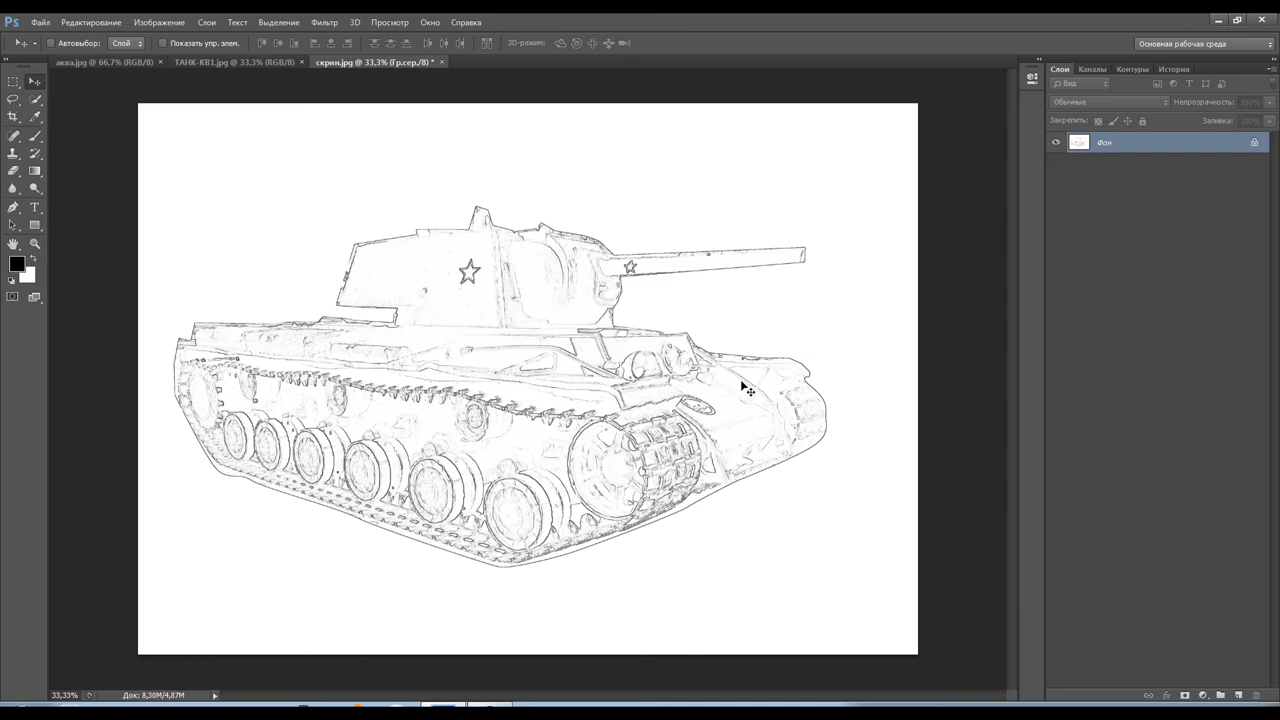 Ps Файл Редактирование Изображение Слои Текст Выделение Фильтр 3D Просмотр Окно Справка
Автовыбор: Слой Показать упр. элем. 3D-режим: Основная рабочая среда
аква.jpg @ 66,7% (RGB/8) × ТАНК-КВ1.jpg @ 33,3% (RGB/8) × скрин.jpg @ 33,3% (Гр.сер./8) * ×
Слои Каналы Контуры История
Вид
Обычные Непрозрачность: 100%
Закрепить: Заливка: 100%
Фон
33,33% Док: 8,30M/4,87M